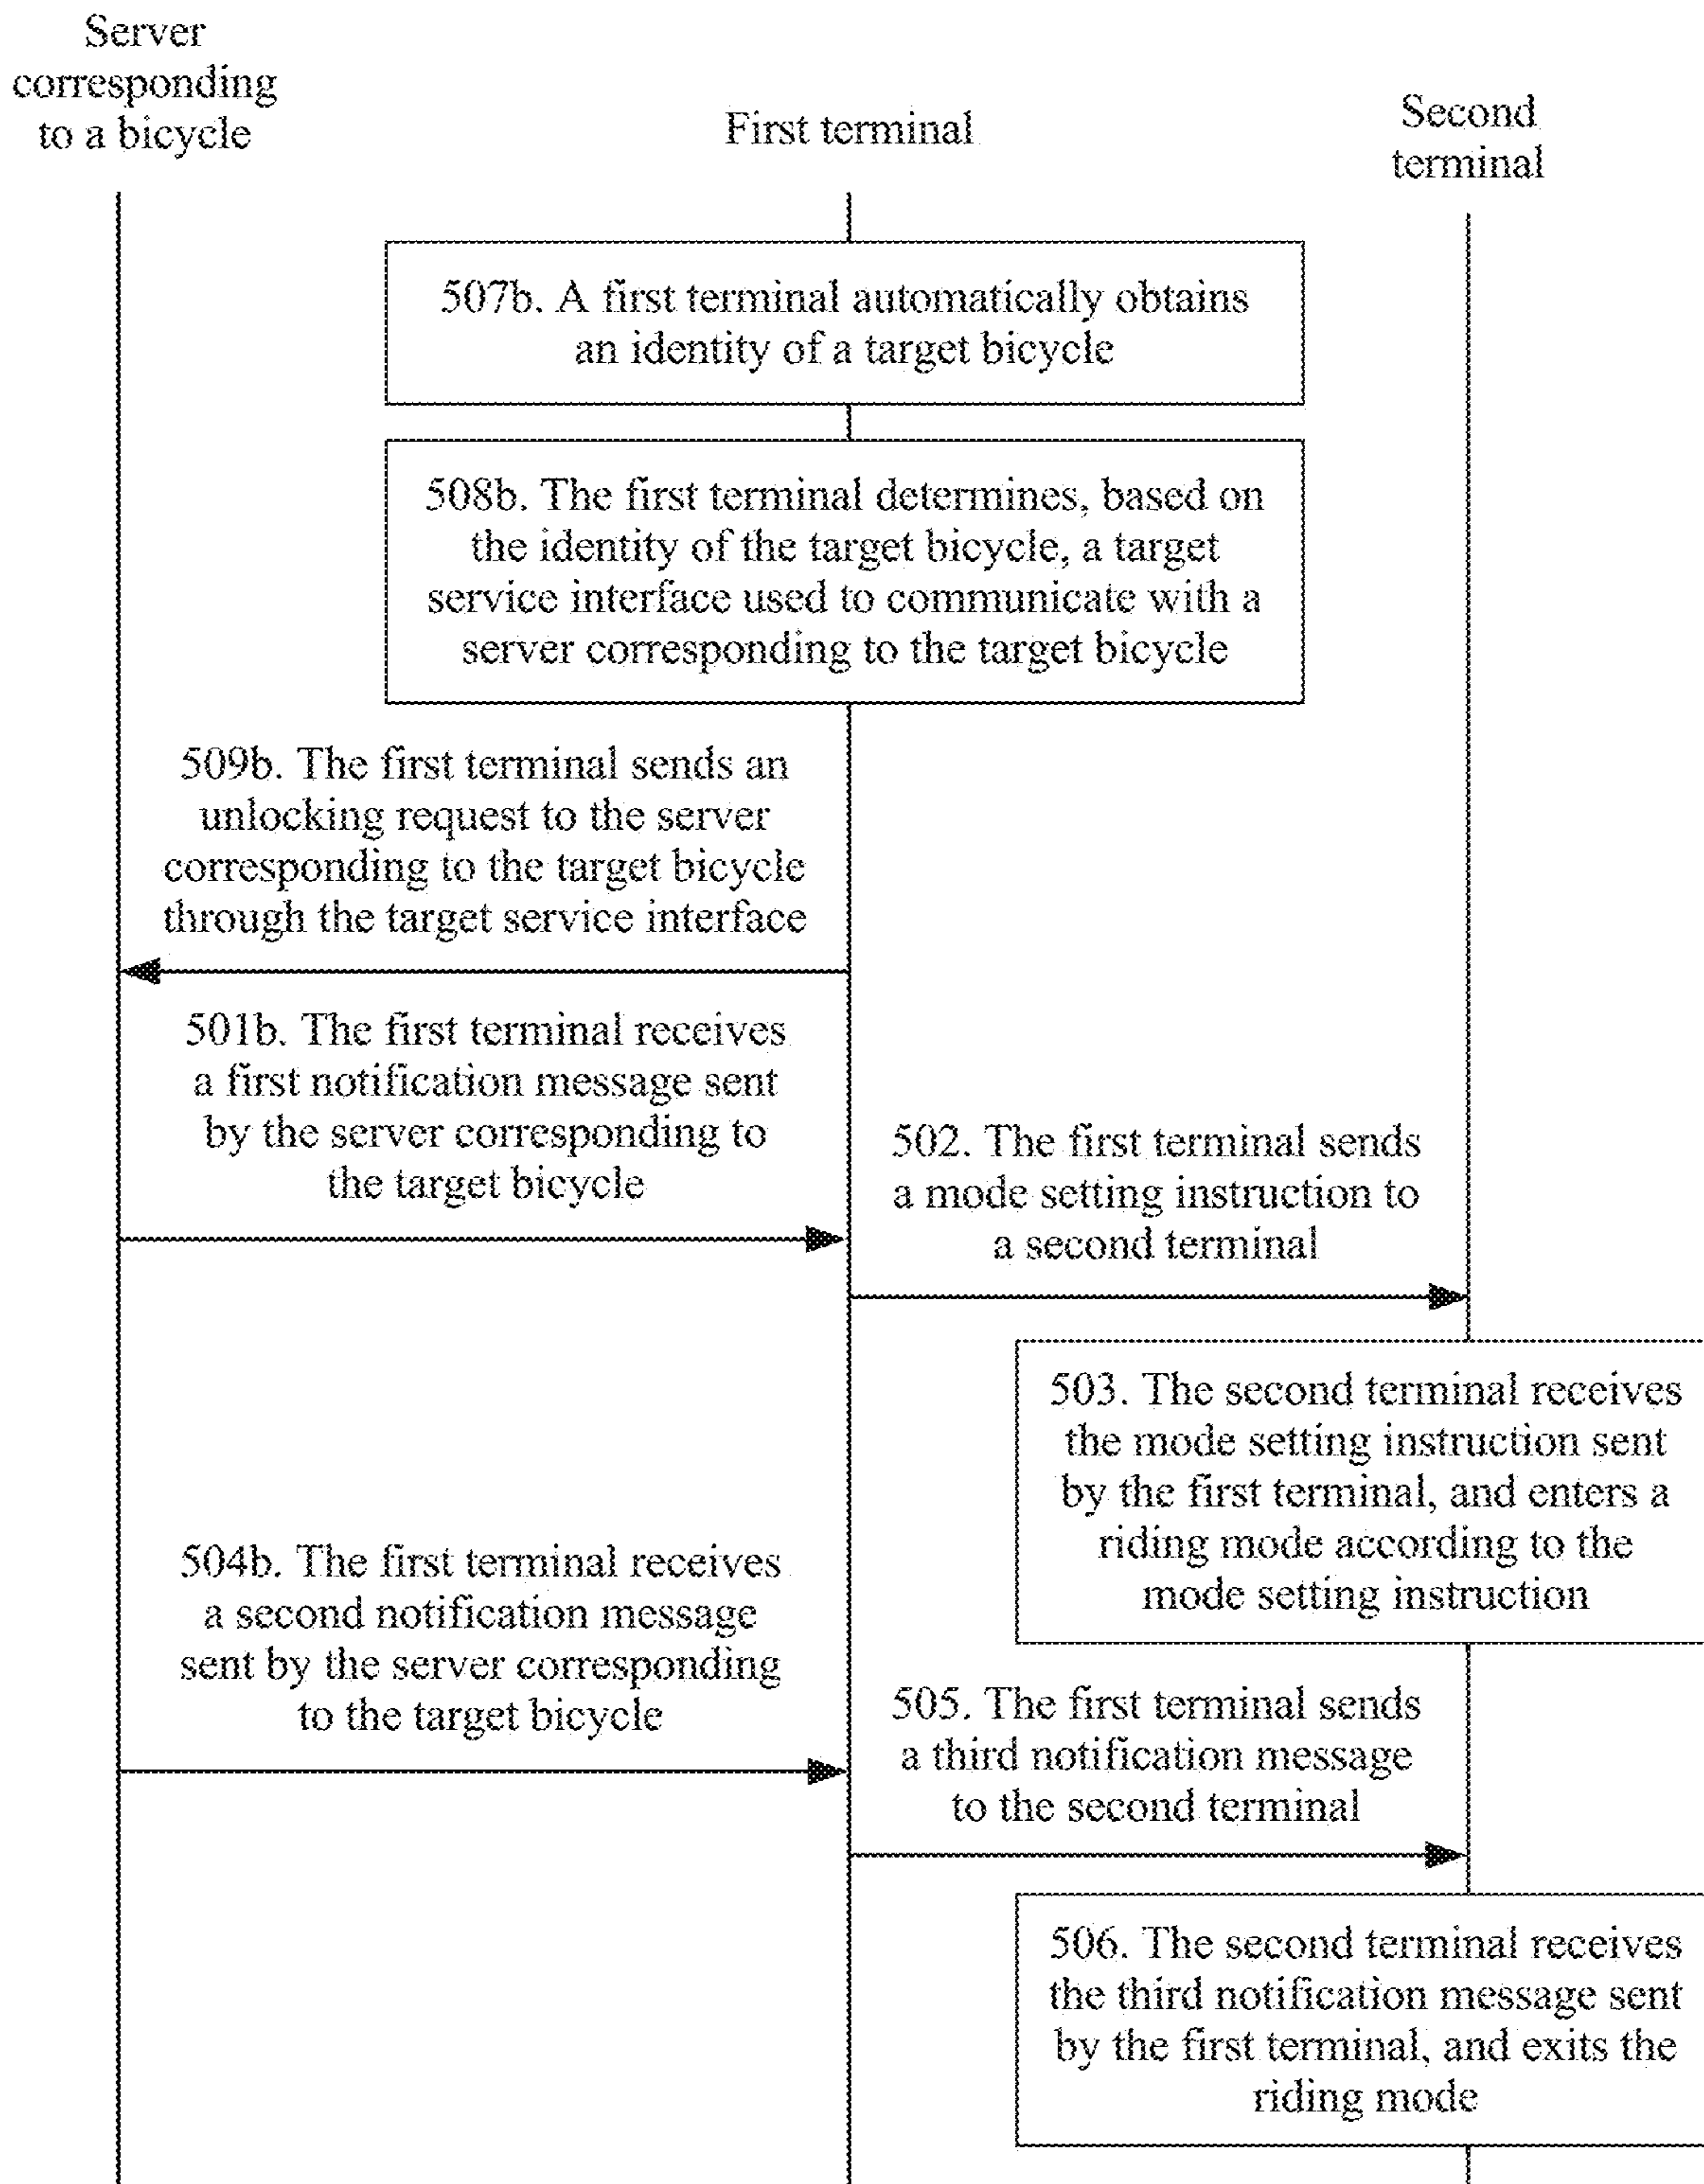 Server
corresponding
to a bicycle
First terminal
Second
terminal
507b. A first terminal automatically obtains
an identity of a target bicycle
508b. The first terminal determines, based on
the identity of the target bicycle, a target
service interface used to communicate with a
server corresponding to the target bicycle
509b. The first terminal sends an
unlocking request to the server
corresponding to the target bicycle
through the target service interface
501b. The first terminal receives
a first notification message sent
by the server corresponding to
the target bicycle
502. The first terminal sends
a mode setting instruction to
a second terminal
503. The second terminal receives
the mode setting instruction sent
by the first terminal, and enters a
riding mode according to the
mode setting instruction
504b. The first terminal receives
a second notification message
sent by the server corresponding
to the target bicycle
505. The first terminal sends
a third notification message
to the second terminal
506. The second terminal receives
the third notification message sent
by the first terminal, and exits the
riding mode